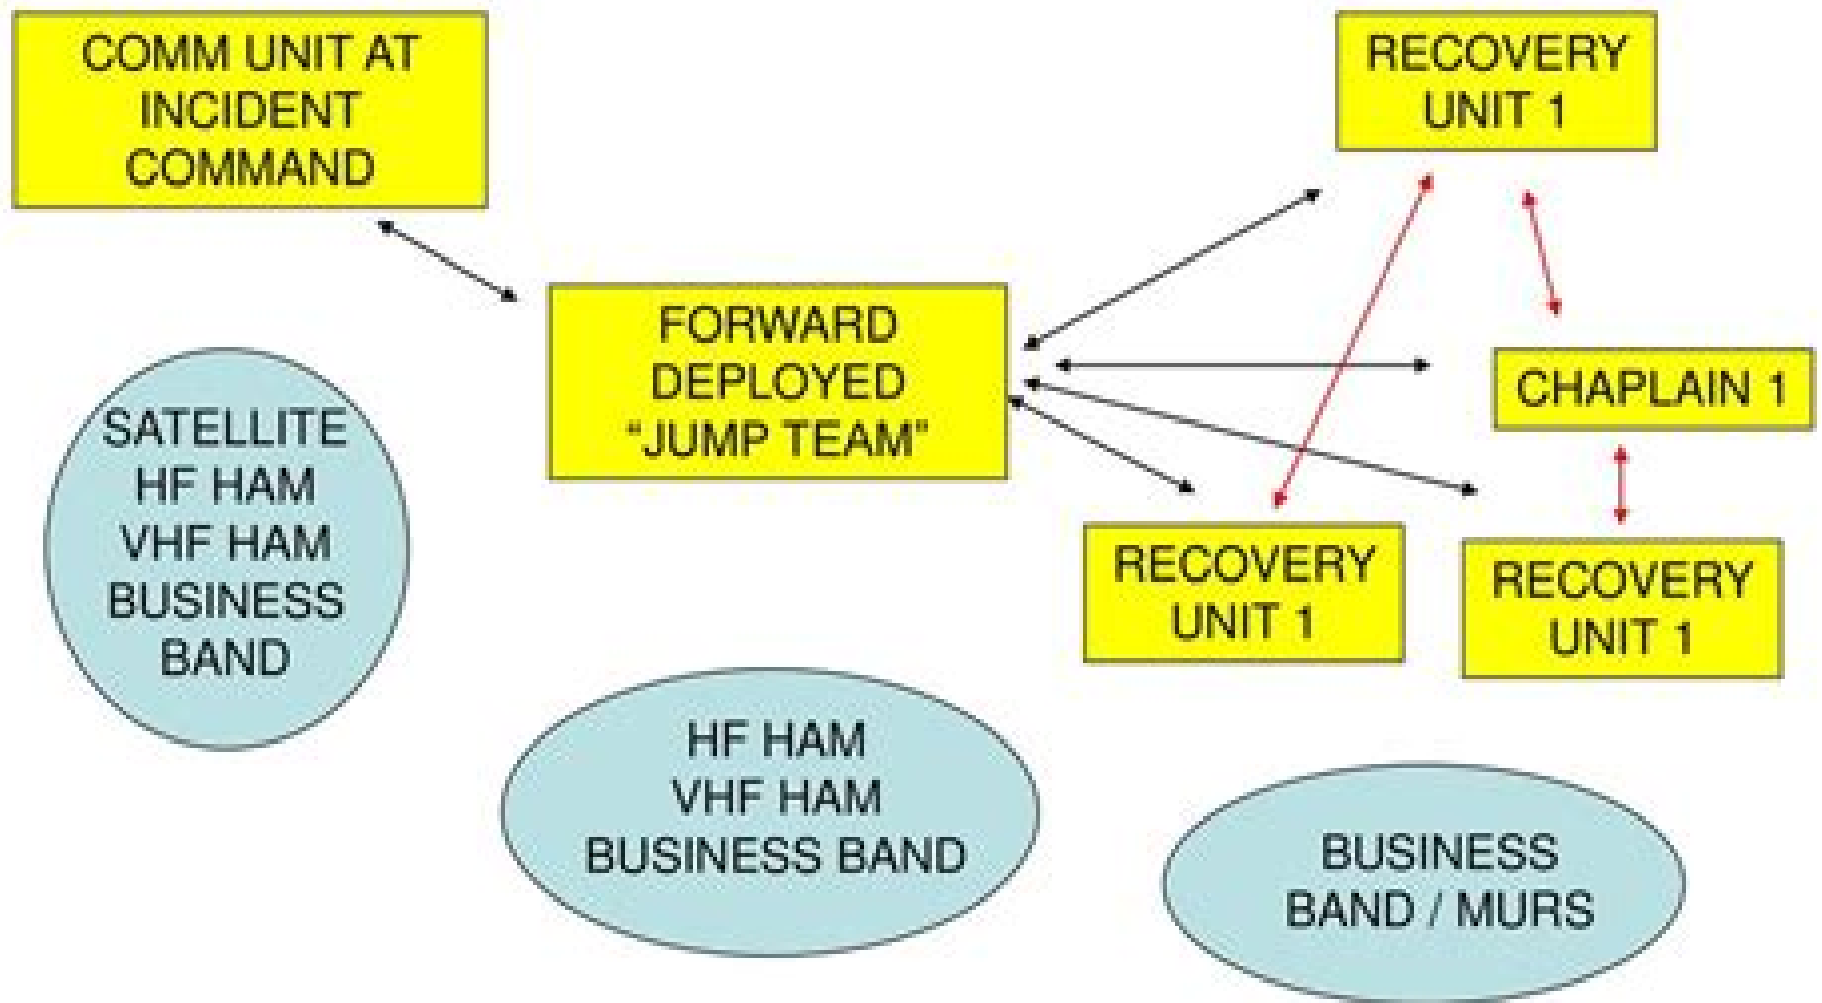 COMM UNIT AT
INCIDENT
COMMAND
RECOVERY
UNIT 1
FORWARD
DEPLOYED
“JUMP TEAM”
CHAPLAIN 1
SATELLITE
HF HAM
VHF HAM
BUSINESS
BAND
RECOVERY
UNIT 1
RECOVERY
UNIT 1
HF HAM
VHF HAM
BUSINESS BAND
BUSINESS
BAND / MURS